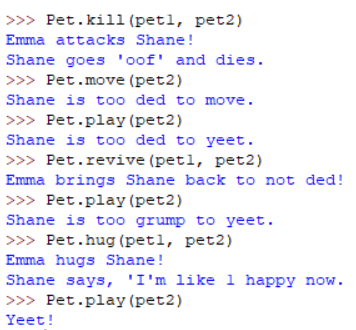 >>> Pet.kill(pet1, pet2)
Emma attacks Shane!
Shane goes 'oof' and dies.
>>> Pet.move(pet2)
Shane is too ded to move.
>>> Pet.play(pet2)
Shane is too ded to yeet.
>>> Pet.revive(pet1, pet2)
Emma brings Shane back to not ded!
>>> Pet.play(pet2)
Shane is too grump to yeet.
>>> Pet.hug(pet1, pet2)
Emma hugs Shane!
Shane says, 'I'm like 1 happy now.
>>> Pet.play(pet2)
Yeet!